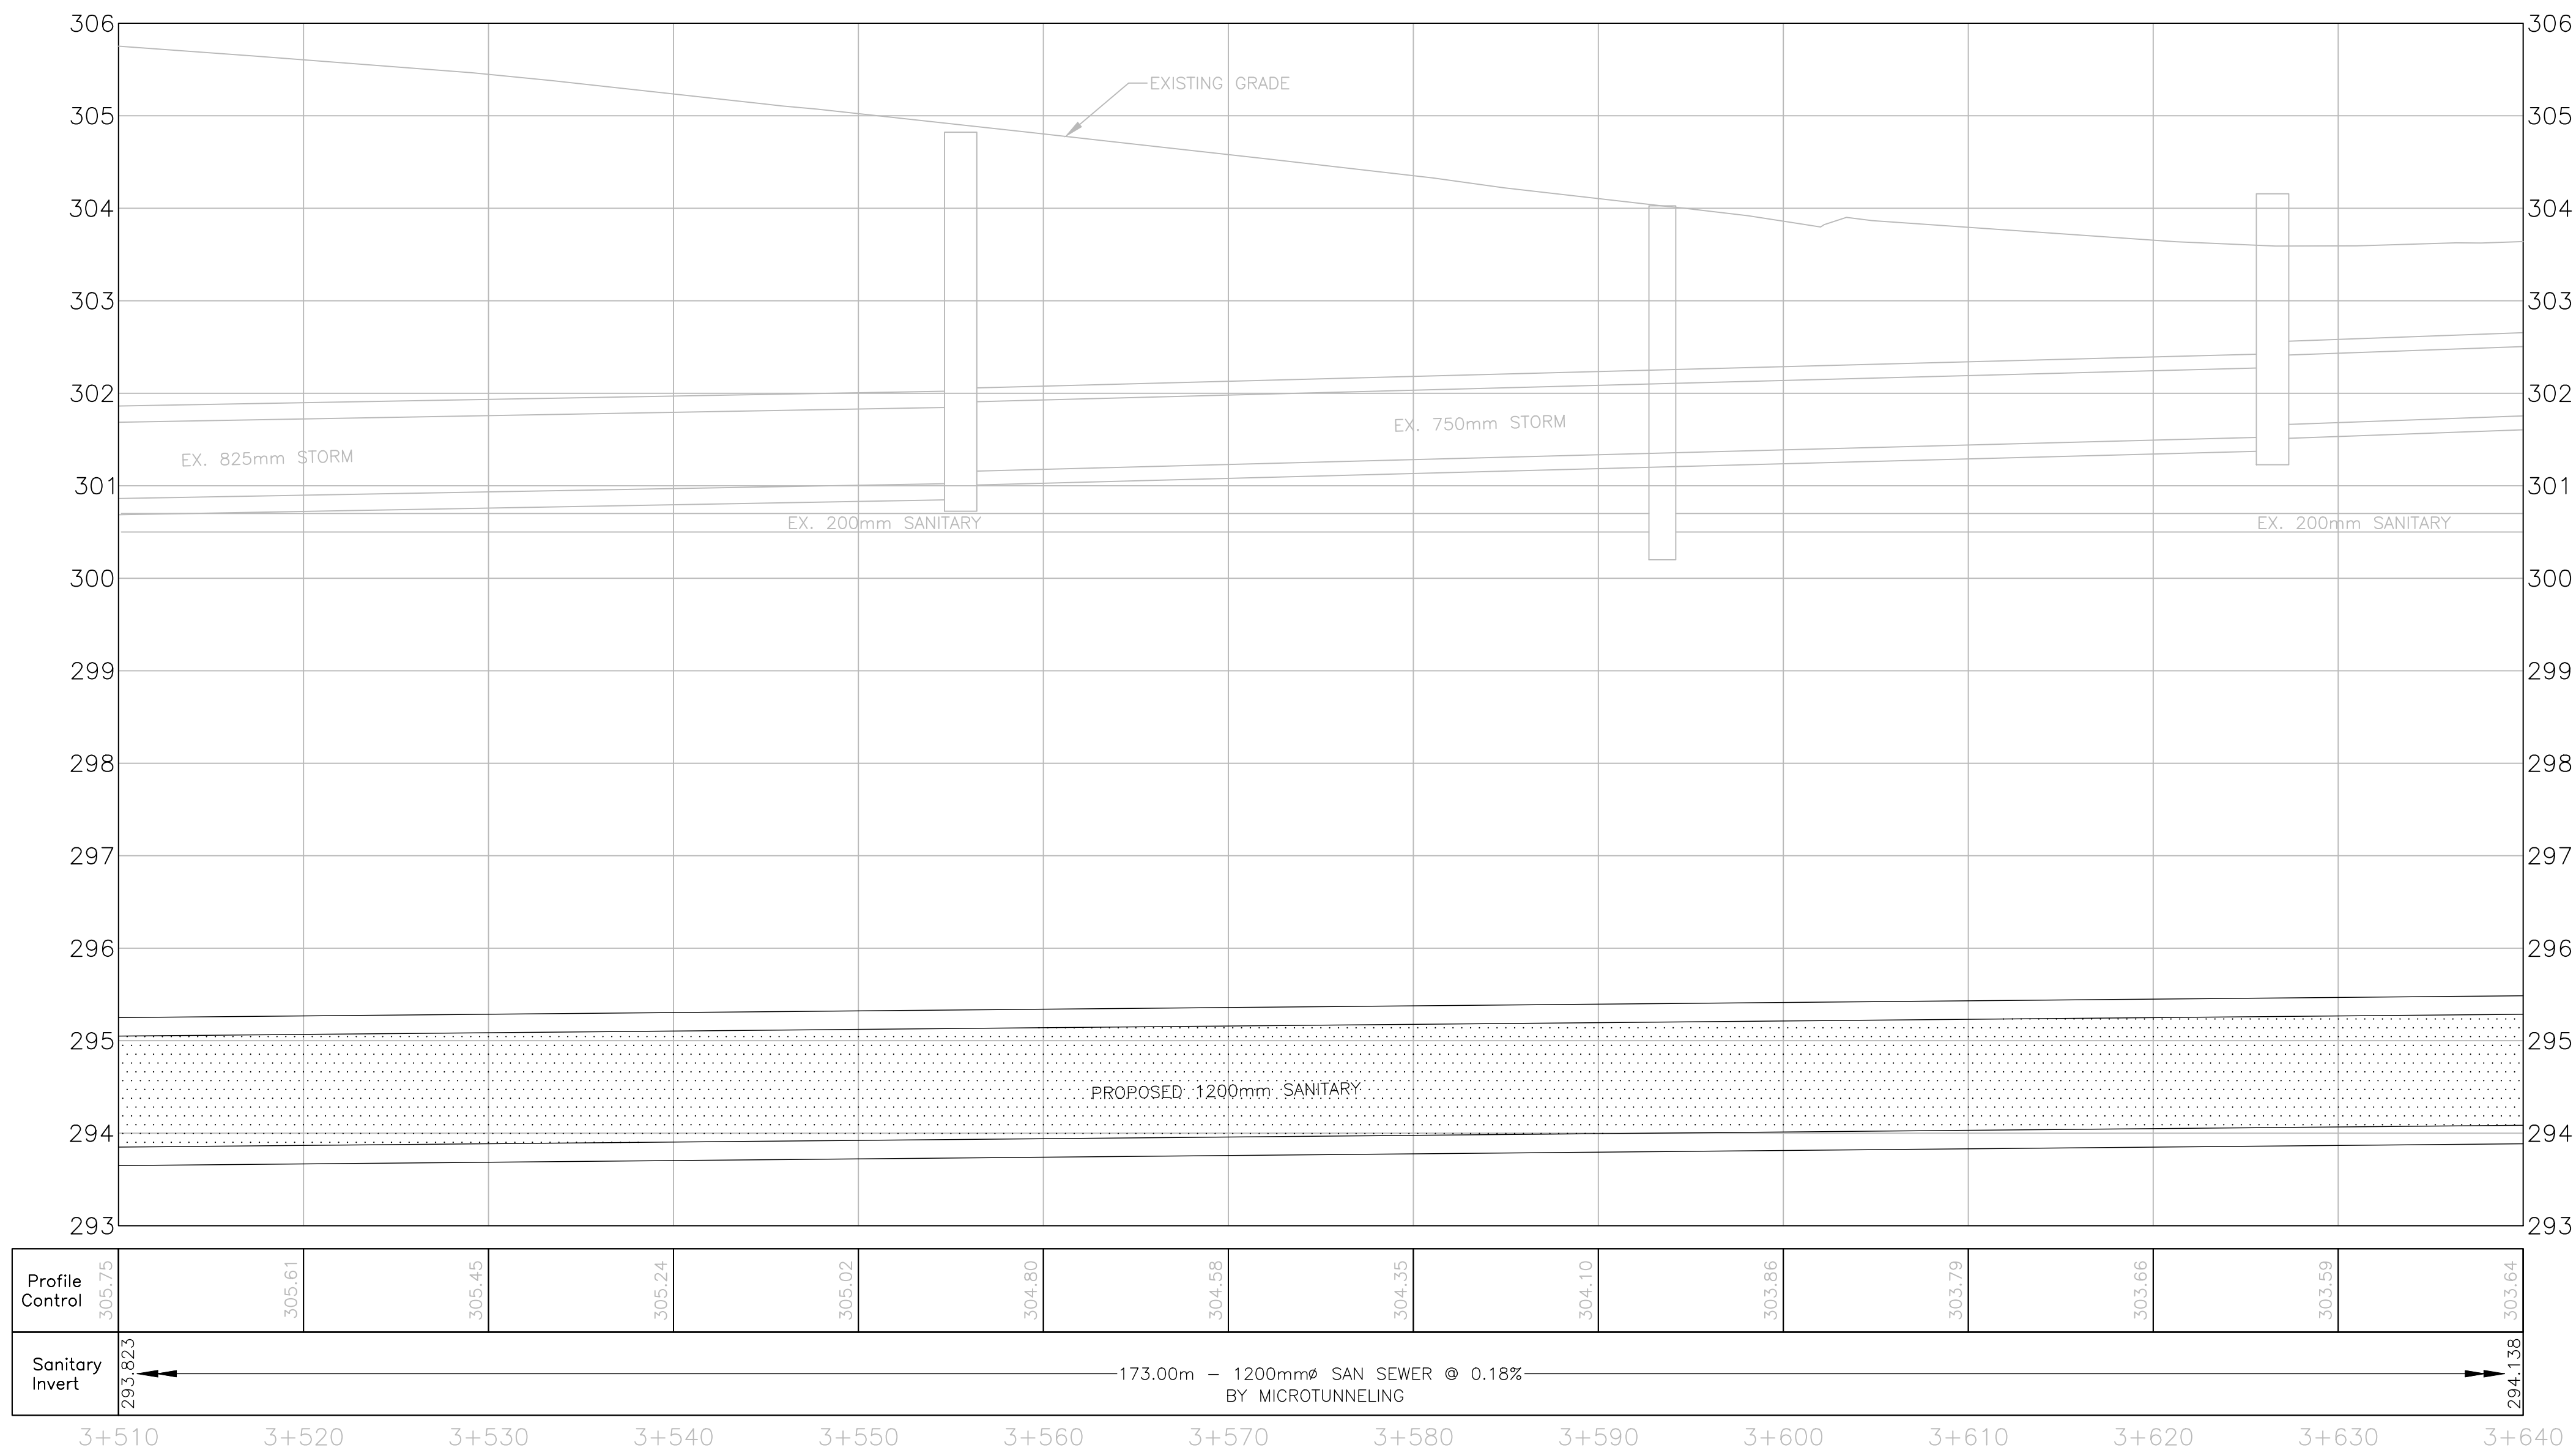 306 306
EXISTING GRADE
305 305
304 304
303 303
302 302
EX. 750mm STORM
EX. 825mm STORM
301 301
EX. 200mm SANITARY EX. 200mm SANITARY
300 300
299 299
298 298
297 297
296 296
295 295
PROPOSED 1200mm SANITARY
294 294
293 293
Profile
Control
305.75 305.61 305.45 305.24 305.02 304.80 304.58 304.35 304.10 303.86 303.79 303.66 303.59 303.64
Sanitary
Invert
293.823
173.00m - 1200mmø SAN SEWER @ 0.18%
BY MICROTUNNELING
294.138
3+510 3+520 3+530 3+540 3+550 3+560 3+570 3+580 3+590 3+600 3+610 3+620 3+630 3+640